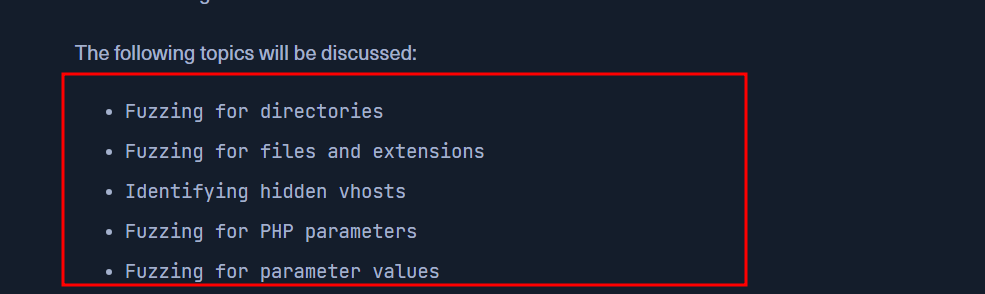 The following topics will be discussed:
• Fuzzing for directories
• Fuzzing for files and extensions
• Identifying hidden vhosts
• Fuzzing for PHP parameters
• Fuzzing for parameter values